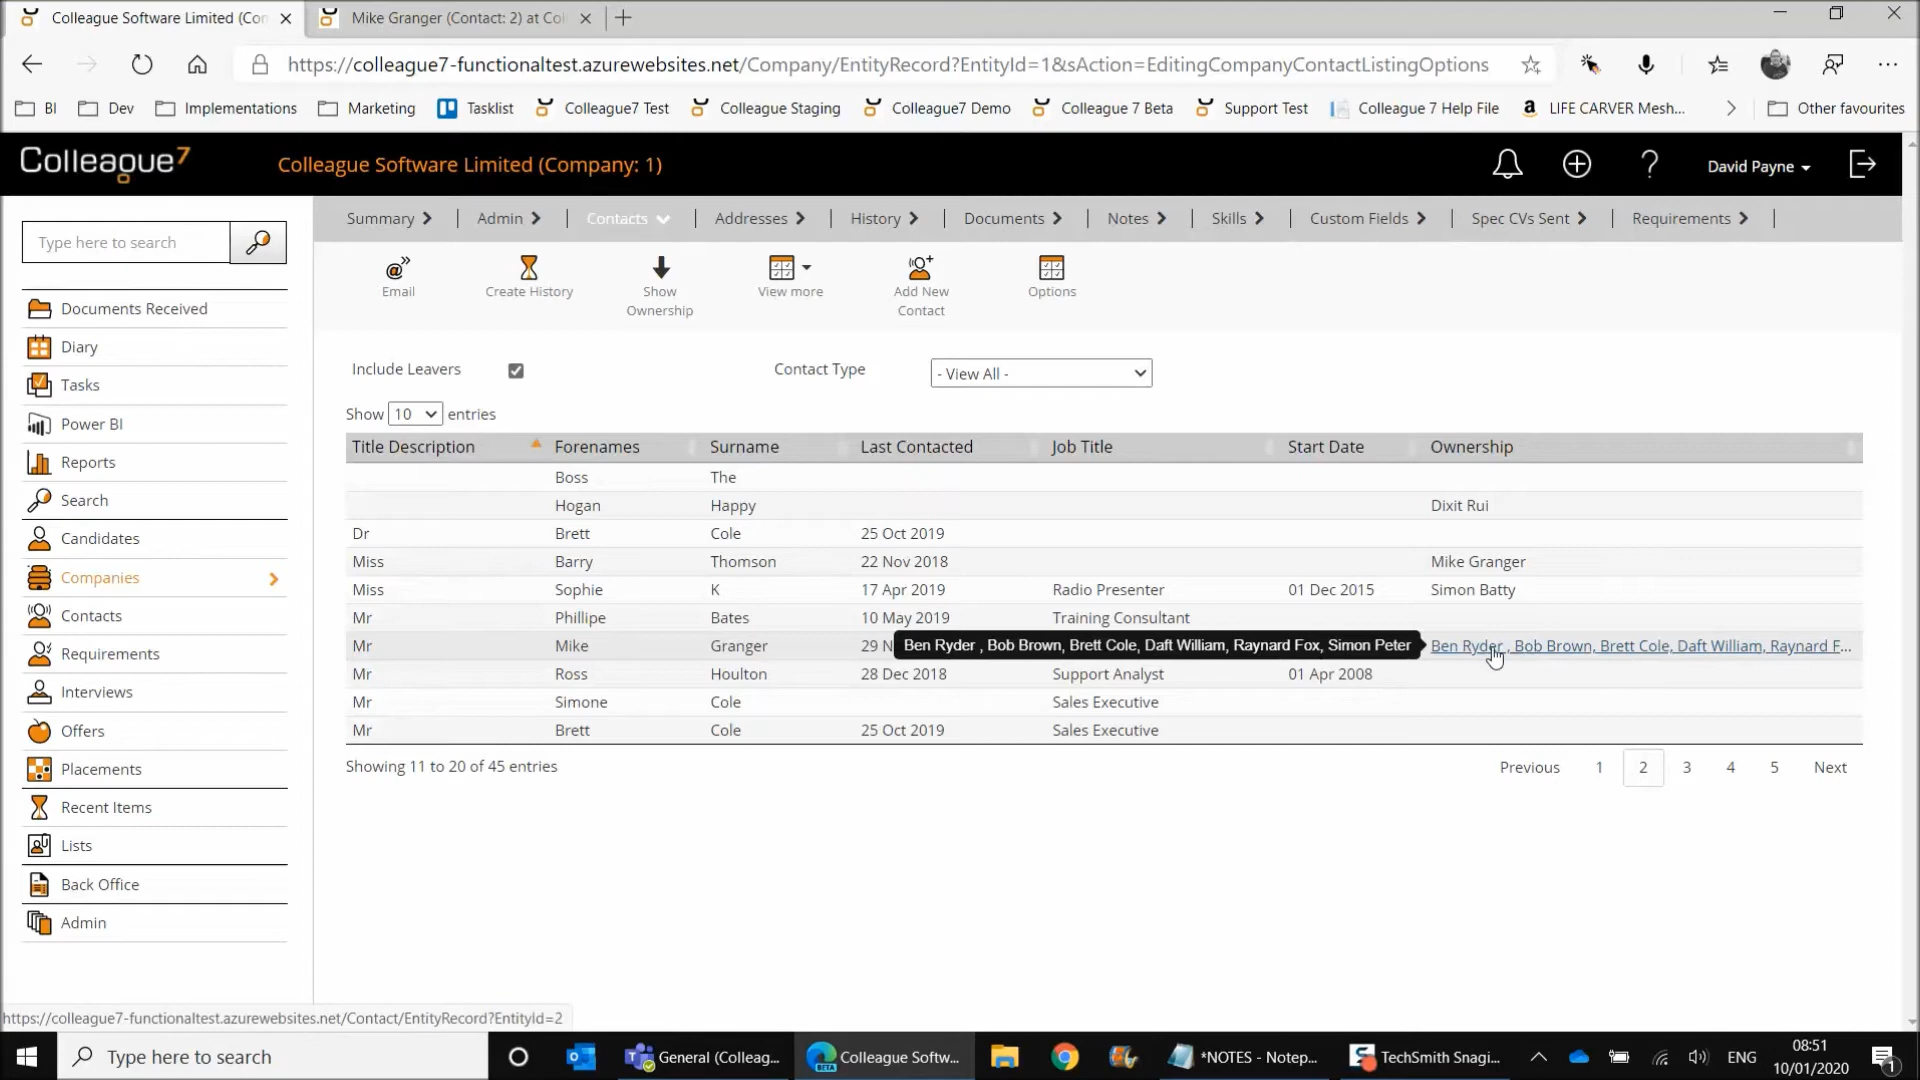 Colleague Software Limited (Con
Mike Granger (Contact: 2) at Col
https://colleague7-functionaltest.azurewebsites.net/Company/EntityRecord?EntityId=1&sAction=EditingCompanyContactListingOptions
BI Dev Implementations Marketing Tasklist Colleague7 Test Colleague Staging Colleague7 Demo Colleague 7 Beta Support Test Colleague 7 Help File LIFE CARVER Mesh... Other favourites
Colleague7 Colleague Software Limited (Company: 1) David Payne
Summary Admin Contacts Addresses History Documents Notes Skills Custom Fields Spec CVs Sent Requirements
Type here to search
Email Create History Show Ownership View more Add New Contact Options
Documents Received
Diary
Tasks
Power BI
Reports
Search
Candidates
Companies
Contacts
Requirements
Interviews
Offers
Placements
Recent Items
Lists
Back Office
Admin
Include Leavers Contact Type - View All -
Show 10 entries
Title Description Forenames Surname Last Contacted Job Title Start Date Ownership
Boss The
Hogan Happy Dixit Rui
Dr Brett Cole 25 Oct 2019
Miss Barry Thomson 22 Nov 2018 Mike Granger
Miss Sophie K 17 Apr 2019 Radio Presenter 01 Dec 2015 Simon Batty
Mr Phillipe Bates 10 May 2019 Training Consultant
Mr Mike Granger 29 N Ben Ryder , Bob Brown, Brett Cole, Daft William, Raynard Fox, Simon Peter Ben Ryder , Bob Brown, Brett Cole, Daft William, Raynard F...
Mr Ross Houlton 28 Dec 2018 Support Analyst 01 Apr 2008
Mr Simone Cole Sales Executive
Mr Brett Cole 25 Oct 2019 Sales Executive
Showing 11 to 20 of 45 entries Previous 1 2 3 4 5 Next
https://colleague7-functionaltest.azurewebsites.net/Contact/EntityRecord?EntityId=2
Type here to search General (Colleag... BETA Colleague Softw... *NOTES - Notep... TechSmith Snagi... ENG 08:51
10/01/2020 1